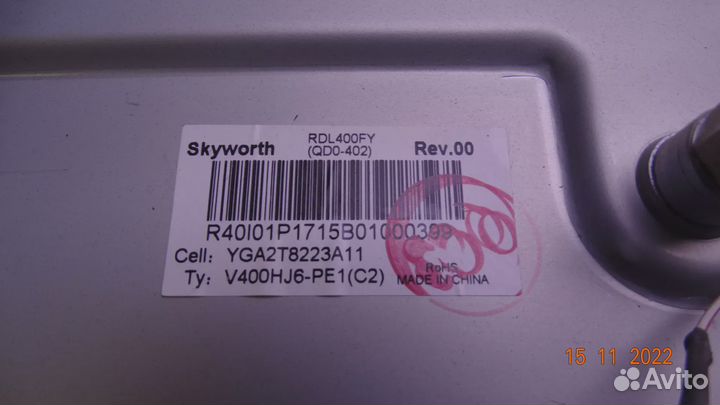 Skyworth RDL400FY Rev.00
(QD0-402)
R40I01P1715B01000399
Cell: YGA2T8223A11
Ty: V400HJ6-PE1(C2)
RoHS
MADE IN CHINA
15 11 2022
Avito